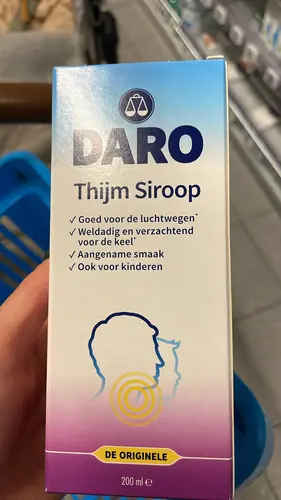 DARO
Thijm Siroop
✓ Goed voor de luchtwegen*
✓ Weldadig en verzachtend
voor de keel*
✓ Aangename smaak
✓ Ook voor kinderen
DE ORIGINELE
200 ml ℮